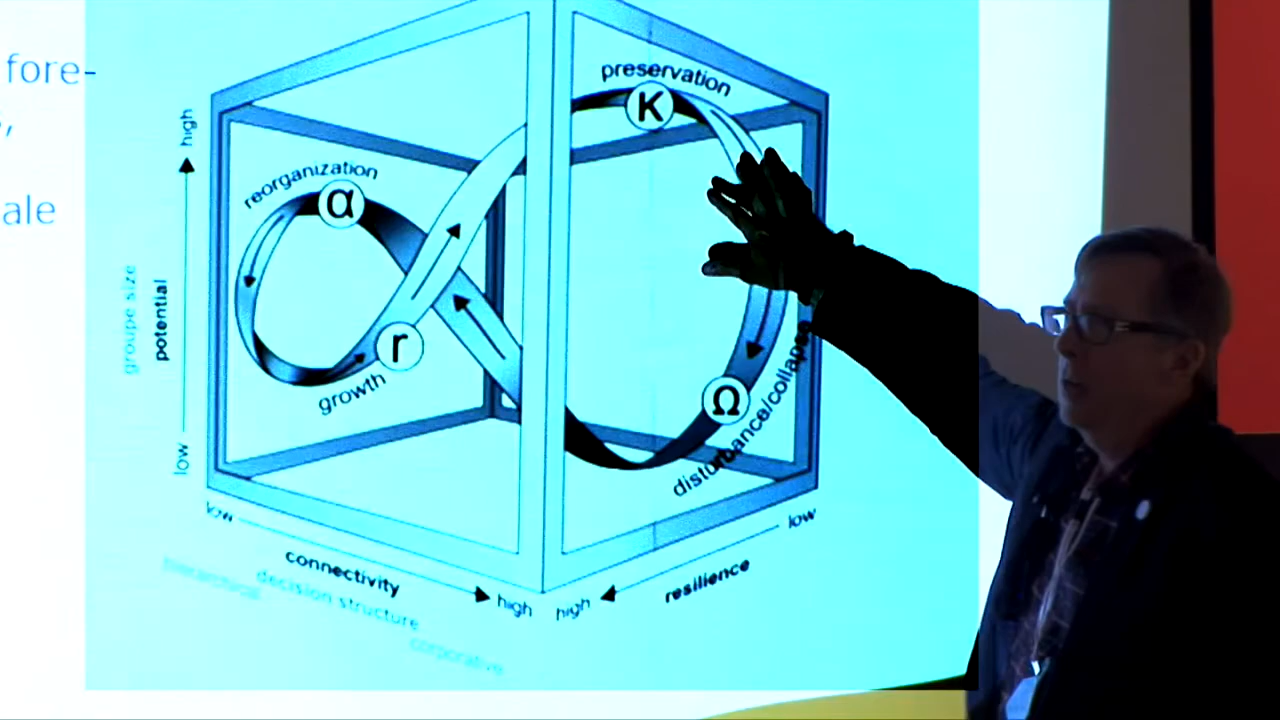 fore-
ale
preservation
K
high
reorganization
α
groupe size
potential
r
growth
Ω
disturbance/collapse
low
low
low
connectivity
resilience
high
high
hierarchical
decision structure
corporative